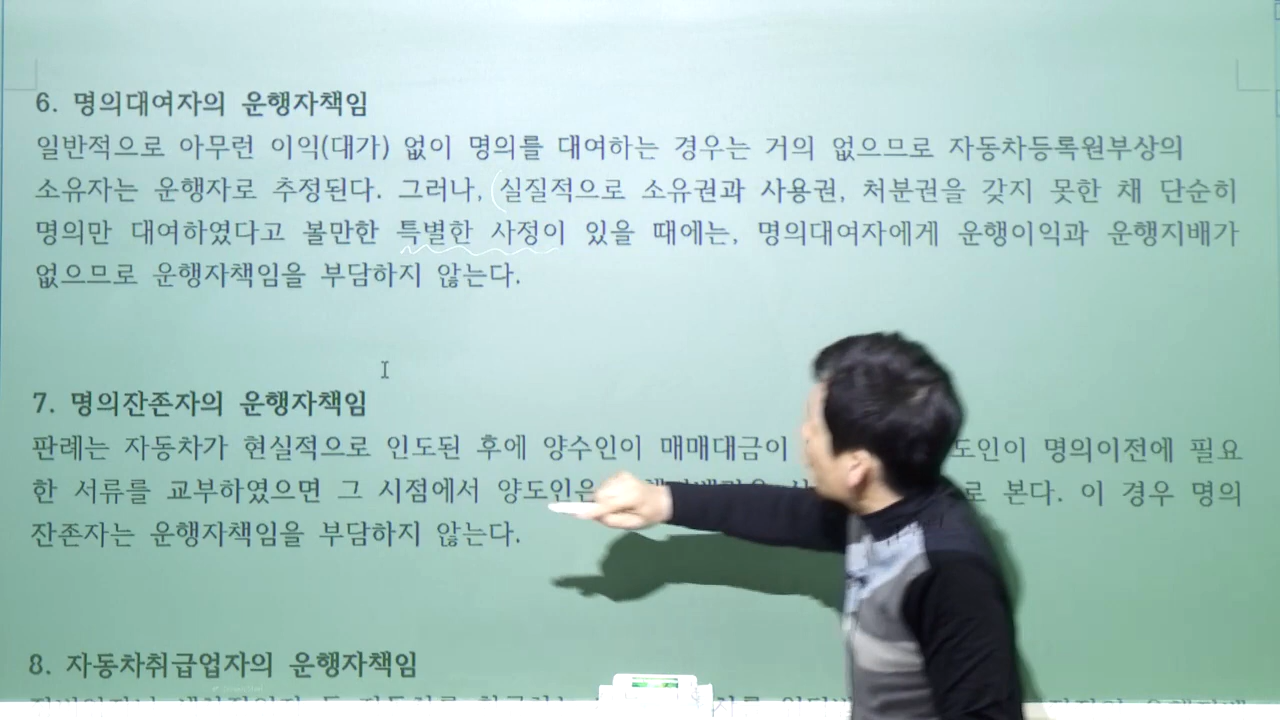 6. 명의대여자의 운행자책임
일반적으로 아무런 이익(대가) 없이 명의를 대여하는 경우는 거의 없으므로 자동차등록원부상의
소유자는 운행자로 추정된다. 그러나, 실질적으로 소유권과 사용권, 처분권을 갖지 못한 채 단순히
명의만 대여하였다고 볼만한 특별한 사정이 있을 때에는, 명의대여자에게 운행이익과 운행지배가
없으므로 운행자책임을 부담하지 않는다.
7. 명의잔존자의 운행자책임
판례는 자동차가 현실적으로 인도된 후에 양수인이 매매대금이 도인이 명의이전에 필요
한 서류를 교부하였으면 그 시점에서 양도인은 로 본다. 이 경우 명의
잔존자는 운행자책임을 부담하지 않는다.
8. 자동차취급업자의 운행자책임